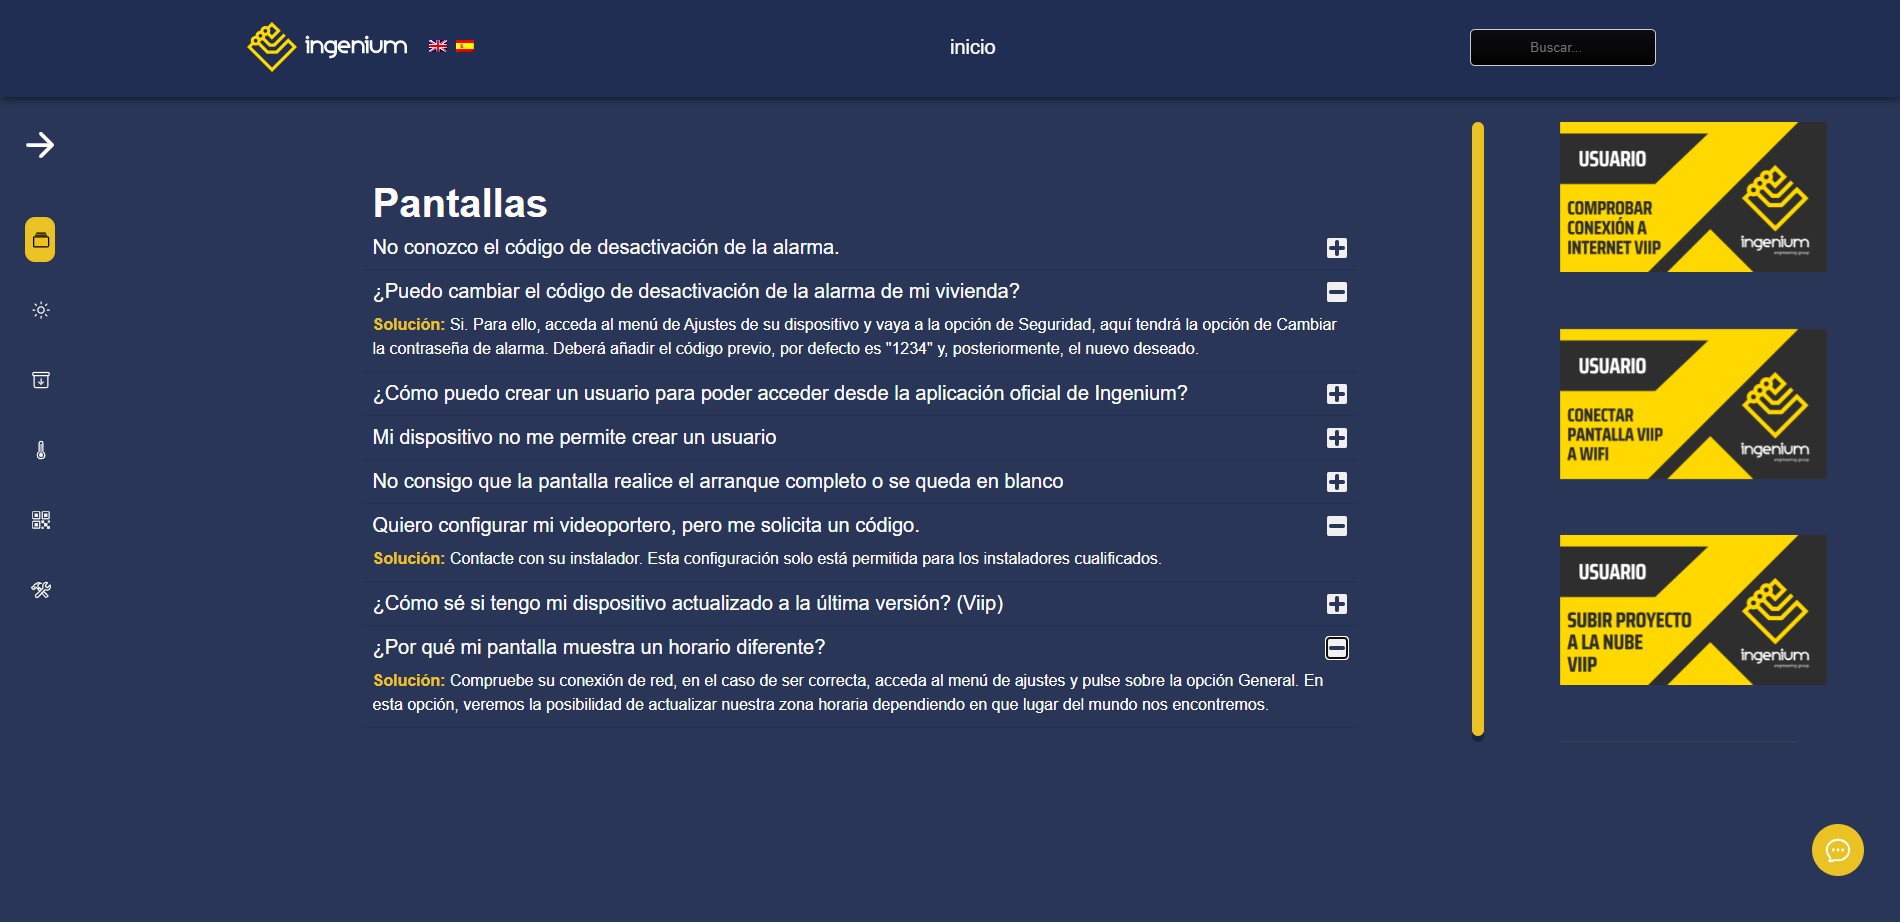 ingenium
inicio
Buscar...
Pantallas
No conozco el código de desactivación de la alarma.
¿Puedo cambiar el código de desactivación de la alarma de mi vivienda?
Solución: Si. Para ello, acceda al menú de Ajustes de su dispositivo y vaya a la opción de Seguridad, aquí tendrá la opción de Cambiar
la contraseña de alarma. Deberá añadir el código previo, por defecto es "1234" y, posteriormente, el nuevo deseado.
¿Cómo puedo crear un usuario para poder acceder desde la aplicación oficial de Ingenium?
Mi dispositivo no me permite crear un usuario
No consigo que la pantalla realice el arranque completo o se queda en blanco
Quiero configurar mi videoportero, pero me solicita un código.
Solución: Contacte con su instalador. Esta configuración solo está permitida para los instaladores cualificados.
¿Cómo sé si tengo mi dispositivo actualizado a la última versión? (Viip)
¿Por qué mi pantalla muestra un horario diferente?
Solución: Compruebe su conexión de red, en el caso de ser correcta, acceda al menú de ajustes y pulse sobre la opción General. En
esta opción, veremos la posibilidad de actualizar nuestra zona horaria dependiendo en que lugar del mundo nos encontremos.
USUARIO
COMPROBAR
CONEXIÓN A
INTERNET VIIP
ingenium
USUARIO
CONECTAR
PANTALLA VIIP
A WIFI
ingenium
USUARIO
SUBIR PROYECTO
A LA NUBE
VIIP
ingenium